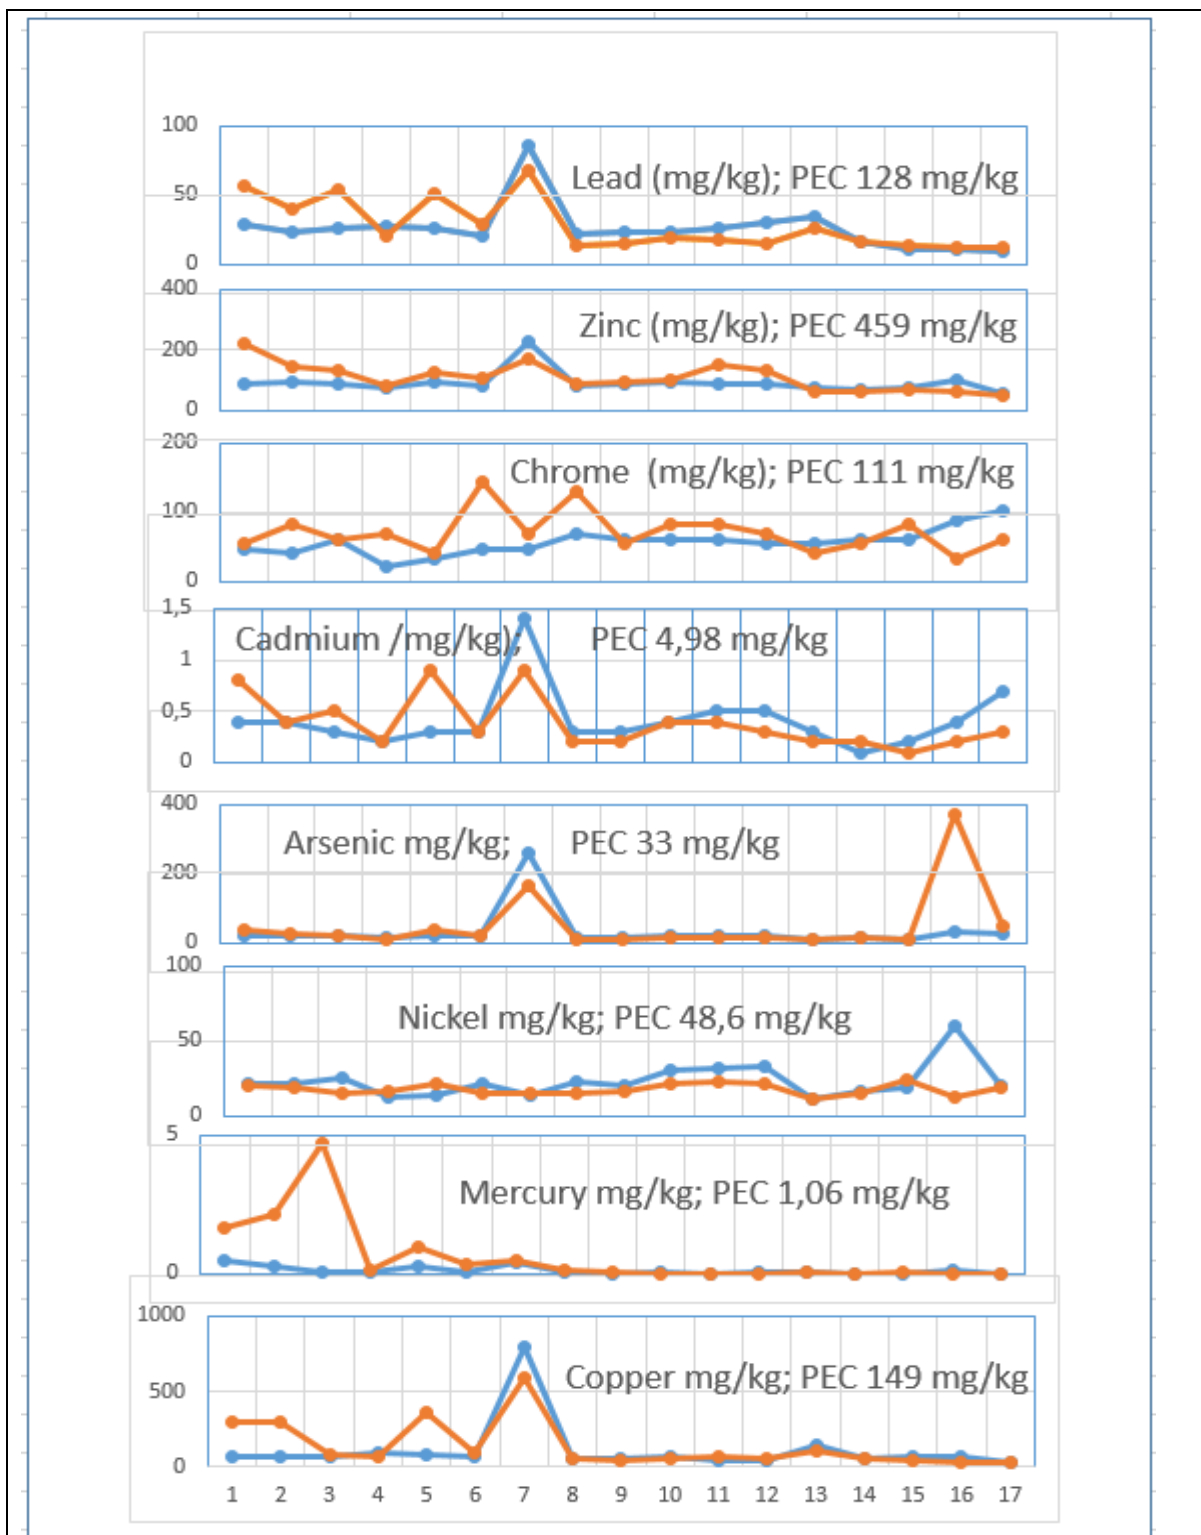 100
Lead (mg/kg); PEC 128 mg/kg
50
0
400
Zinc (mg/kg); PEC 459 mg/kg
200
0
200
Chrome  (mg/kg); PEC 111 mg/kg
100
0
1,5
Cadmium /mg/kg); PEC 4,98 mg/kg
1
0,5
0
400
Arsenic mg/kg; PEC 33 mg/kg
200
0
100
Nickel mg/kg; PEC 48,6 mg/kg
50
0
5
Mercury mg/kg; PEC 1,06 mg/kg
0
1000
Copper mg/kg; PEC 149 mg/kg
500
0
1 2 3 4 5 6 7 8 9 10 11 12 13 14 15 16 17